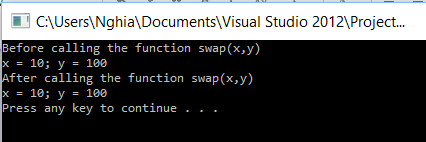 C:\Users\Nghia\Documents\Visual Studio 2012\Project...
Before calling the function swap(x,y)
x = 10; y = 100
After calling the function swap(x,y)
x = 10; y = 100
Press any key to continue . . .